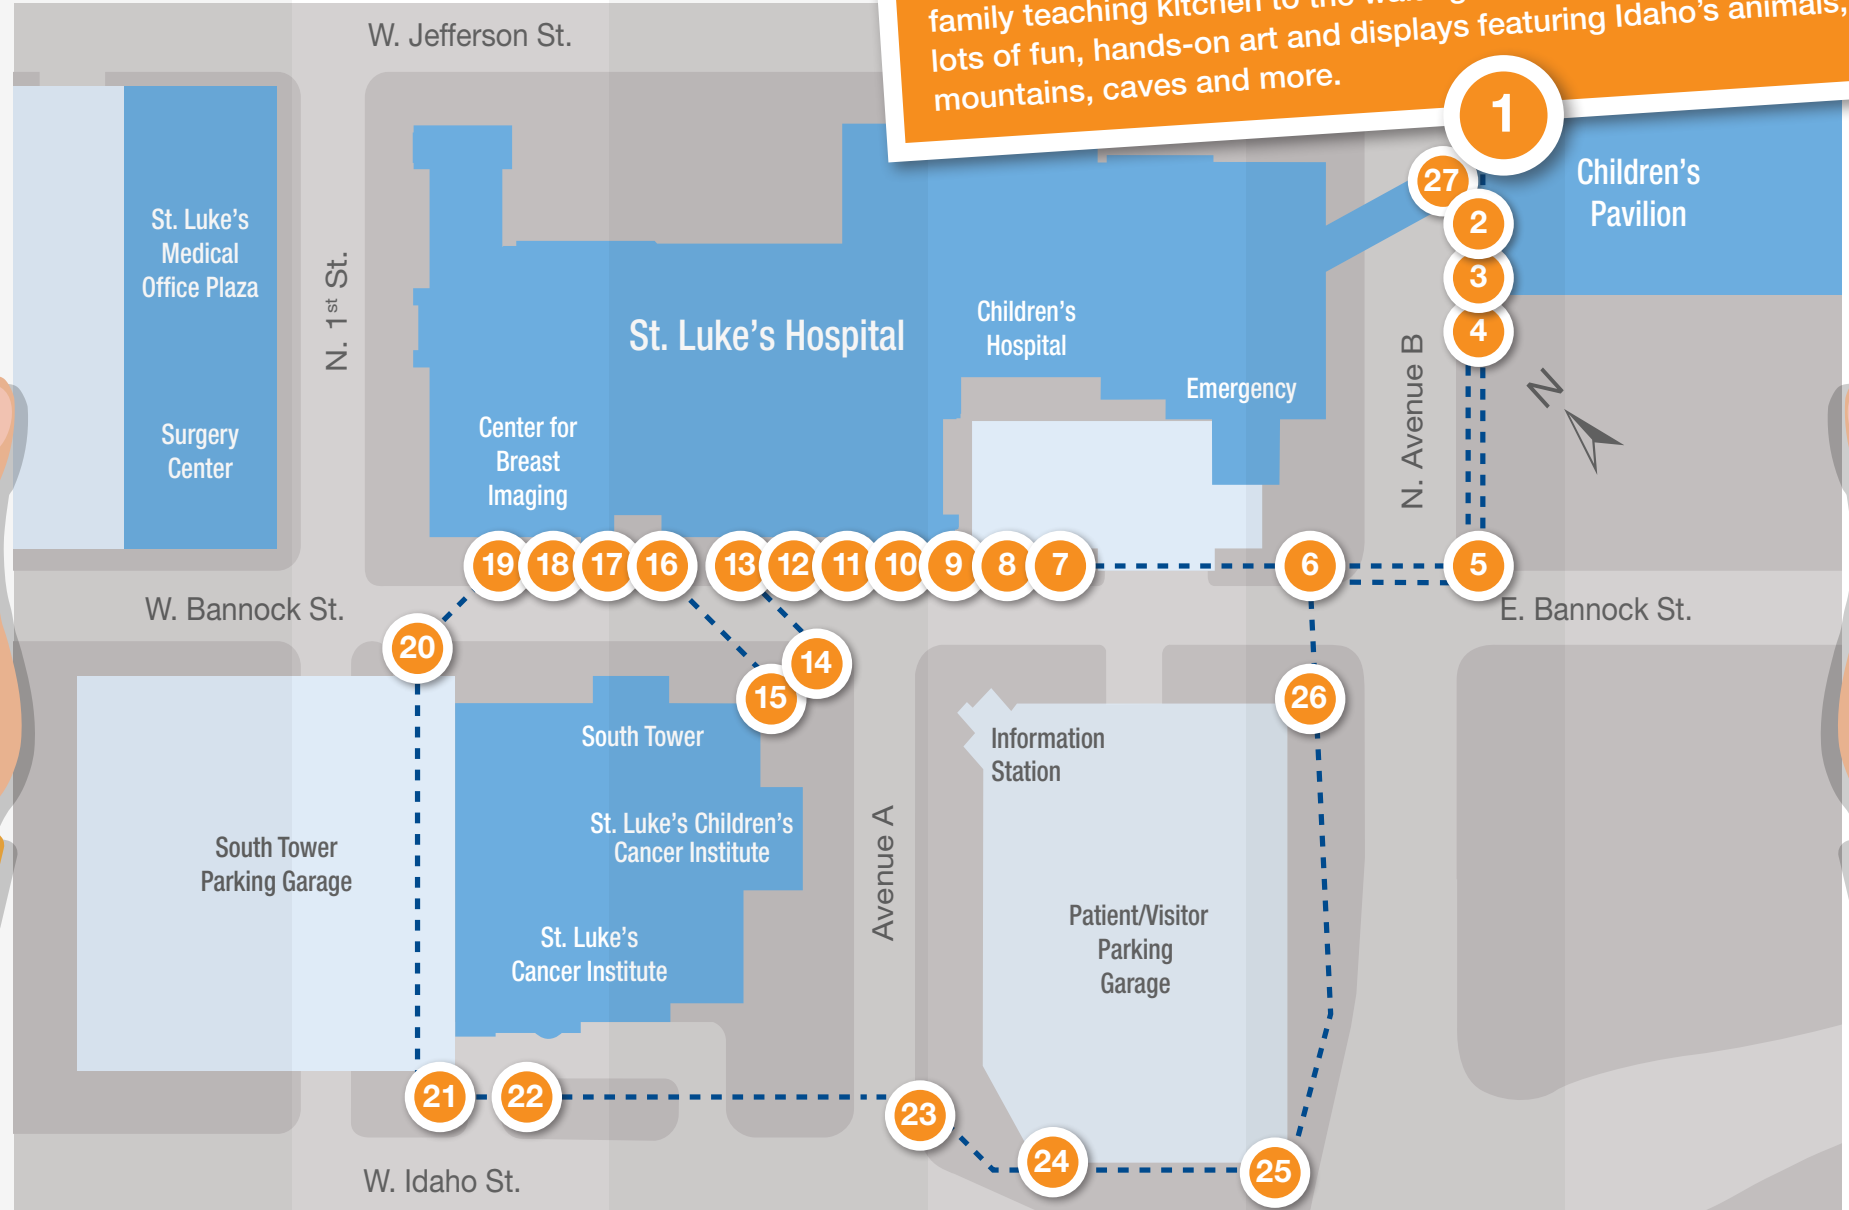 family teaching kitchen to the
lots of fun, hands-on art and displays featuring Idaho's animals,
mountains, caves and more.
W. Jefferson St.
1
27
2
3
4
Children's
Pavilion
St. Luke's
Medical
Office Plaza
Surgery
Center
N. 1st St.
St. Luke's Hospital
Children's
Hospital
Emergency
Center for
Breast
Imaging
N. Avenue B
N
19
18
17
16
13
12
11
10
9
8
7
6
5
W. Bannock St.
E. Bannock St.
20
14
15
26
South Tower
Information
Station
St. Luke's Children's
Cancer Institute
South Tower
Parking Garage
Avenue A
St. Luke's
Cancer Institute
Patient/Visitor
Parking
Garage
21
22
23
24
25
W. Idaho St.